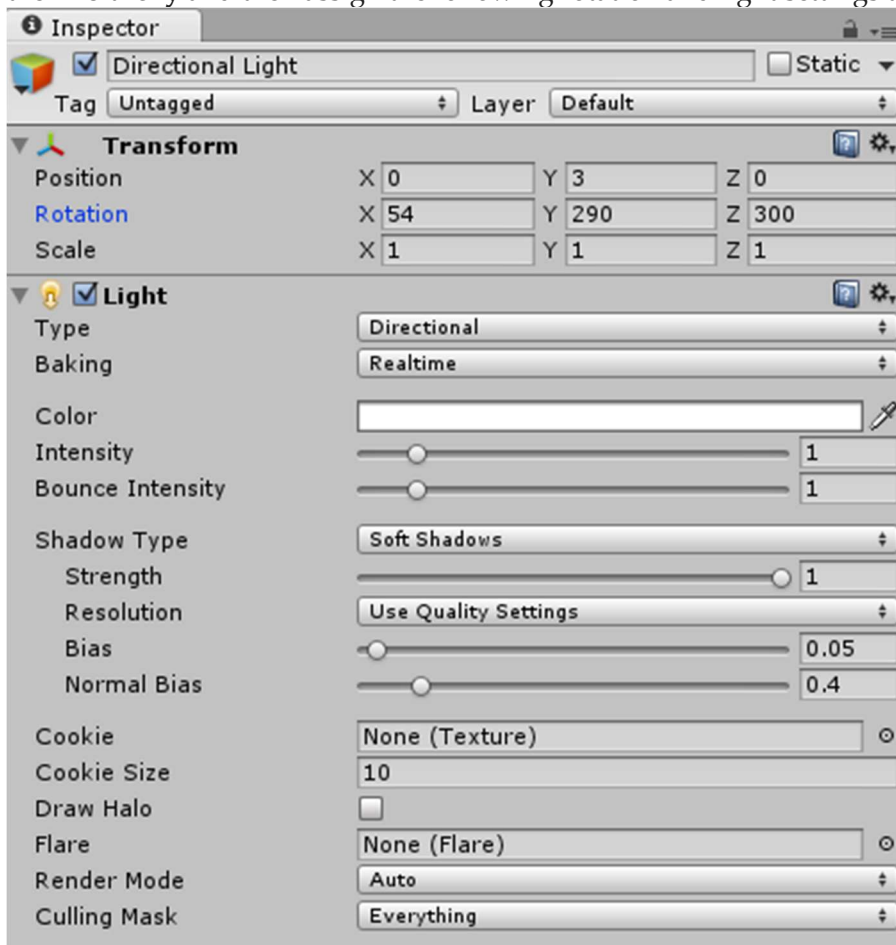 Inspector
Directional Light Static
Tag Untagged Layer Default
Transform
Position X 0 Y 3 Z 0
Rotation X 54 Y 290 Z 300
Scale X 1 Y 1 Z 1
Light
Type Directional
Baking Realtime
Color
Intensity 1
Bounce Intensity 1
Shadow Type Soft Shadows
Strength 1
Resolution Use Quality Settings
Bias 0.05
Normal Bias 0.4
Cookie None (Texture)
Cookie Size 10
Draw Halo
Flare None (Flare)
Render Mode Auto
Culling Mask Everything